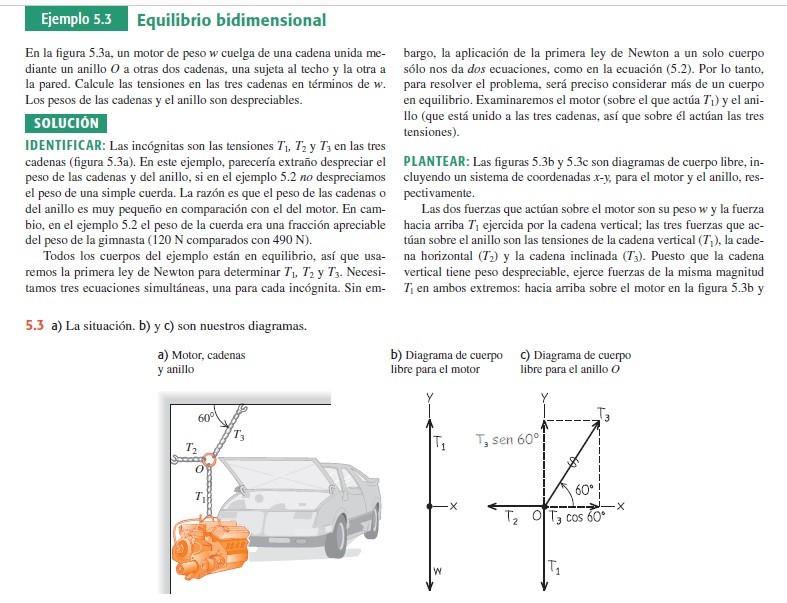 Ejemplo 5.3 Equilibrio bidimensional
En la figura 5.3a, un motor de peso w cuelga de una cadena unida me-
diante un anillo O a otras dos cadenas, una sujeta al techo y la otra a
la pared. Calcule las tensiones en las tres cadenas en términos de w.
Los pesos de las cadenas y el anillo son despreciables.
SOLUCIÓN
IDENTIFICAR: Las incógnitas son las tensiones T₁, T₂ y T₃ en las tres
cadenas (figura 5.3a). En este ejemplo, parecería extraño despreciar el
peso de las cadenas y del anillo, si en el ejemplo 5.2 no despreciamos
el peso de una simple cuerda. La razón es que el peso de las cadenas o
del anillo es muy pequeño en comparación con el del motor. En cam-
bio, en el ejemplo 5.2 el peso de la cuerda era una fracción apreciable
del peso de la gimnasta (120 N comparados con 490 N).
Todos los cuerpos del ejemplo están en equilibrio, así que usa-
remos la primera ley de Newton para determinar T₁, T₂ y T₃. Necesi-
tamos tres ecuaciones simultáneas, una para cada incógnita. Sin em-
bargo, la aplicación de la primera ley de Newton a un solo cuerpo
sólo nos da dos ecuaciones, como en la ecuación (5.2). Por lo tanto,
para resolver el problema, será preciso considerar más de un cuerpo
en equilibrio. Examinaremos el motor (sobre el que actúa T₁) y el ani-
llo (que está unido a las tres cadenas, así que sobre él actúan las tres
tensiones).
PLANTEAR: Las figuras 5.3b y 5.3c son diagramas de cuerpo libre, in-
cluyendo un sistema de coordenadas x-y, para el motor y el anillo, res-
pectivamente.
Las dos fuerzas que actúan sobre el motor son su peso w y la fuerza
hacia arriba T₁ ejercida por la cadena vertical; las tres fuerzas que ac-
túan sobre el anillo son las tensiones de la cadena vertical (T₁), la cade-
na horizontal (T₂) y la cadena inclinada (T₃). Puesto que la cadena
vertical tiene peso despreciable, ejerce fuerzas de la misma magnitud
T₁ en ambos extremos: hacia arriba sobre el motor en la figura 5.3b y
5.3 a) La situación. b) y c) son nuestros diagramas.
a) Motor, cadenas
y anillo
60°
T₃
T₂
O
T₁
b) Diagrama de cuerpo
libre para el motor
Y
T₁
X
W
c) Diagrama de cuerpo
libre para el anillo O
Y
T₃
T₃ sen 60°
60°
X
T₂
O
T₃ cos 60°
T₁